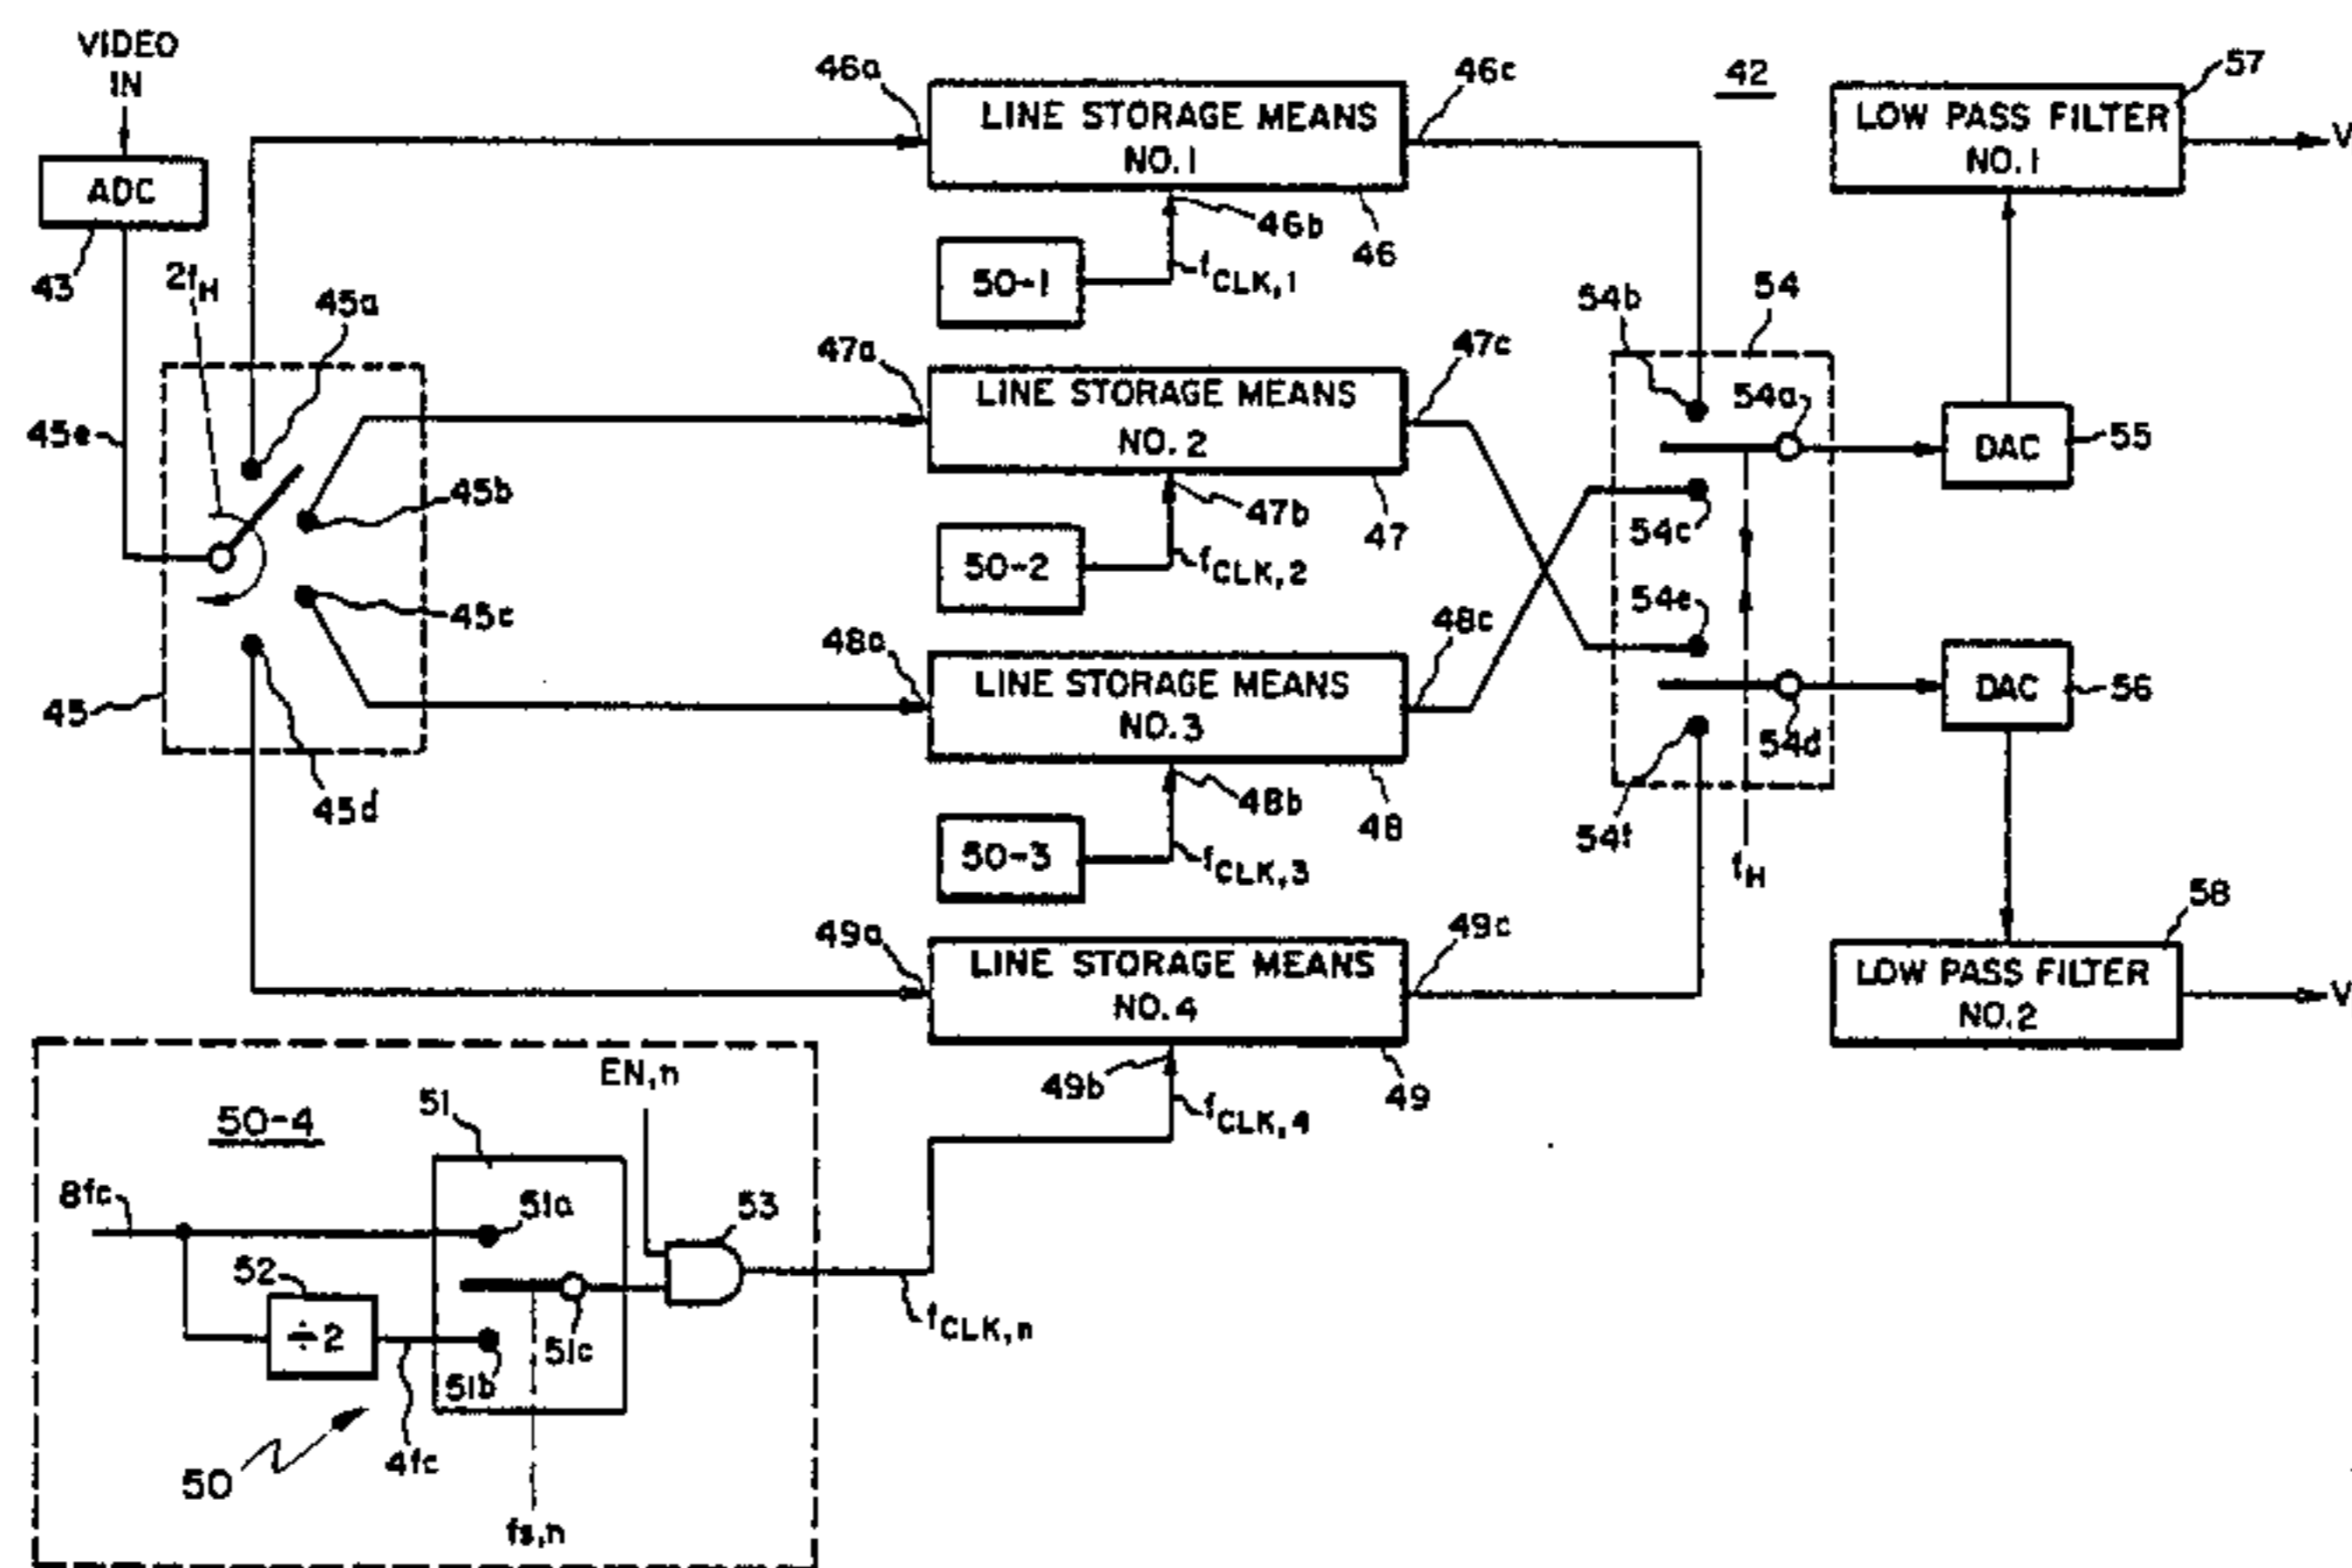 VIDEO
IN
ADC
43
2fH
45a
45e
45b
45c
45
45d
46a
LINE STORAGE MEANS
NO.1
46c
46b
46
50-1
fCLK,1
47a
LINE STORAGE MEANS
NO. 2
47c
47b
47
50-2
fCLK,2
48a
LINE STORAGE MEANS
NO.3
48c
48b
48
50-3
fCLK,3
49a
LINE STORAGE MEANS
NO.4
49c
49b
49
fCLK,4
42
57
LOW PASS FILTER
NO.1
V
54b
54
54a
54c
54e
54d
54f
fH
DAC
55
DAC
56
58
LOW PASS FILTER
NO.2
V
50-4
EN,n
51
8fc
51a
53
52
÷2
51c
51b
fCLK,n
50
4fc
fs,n